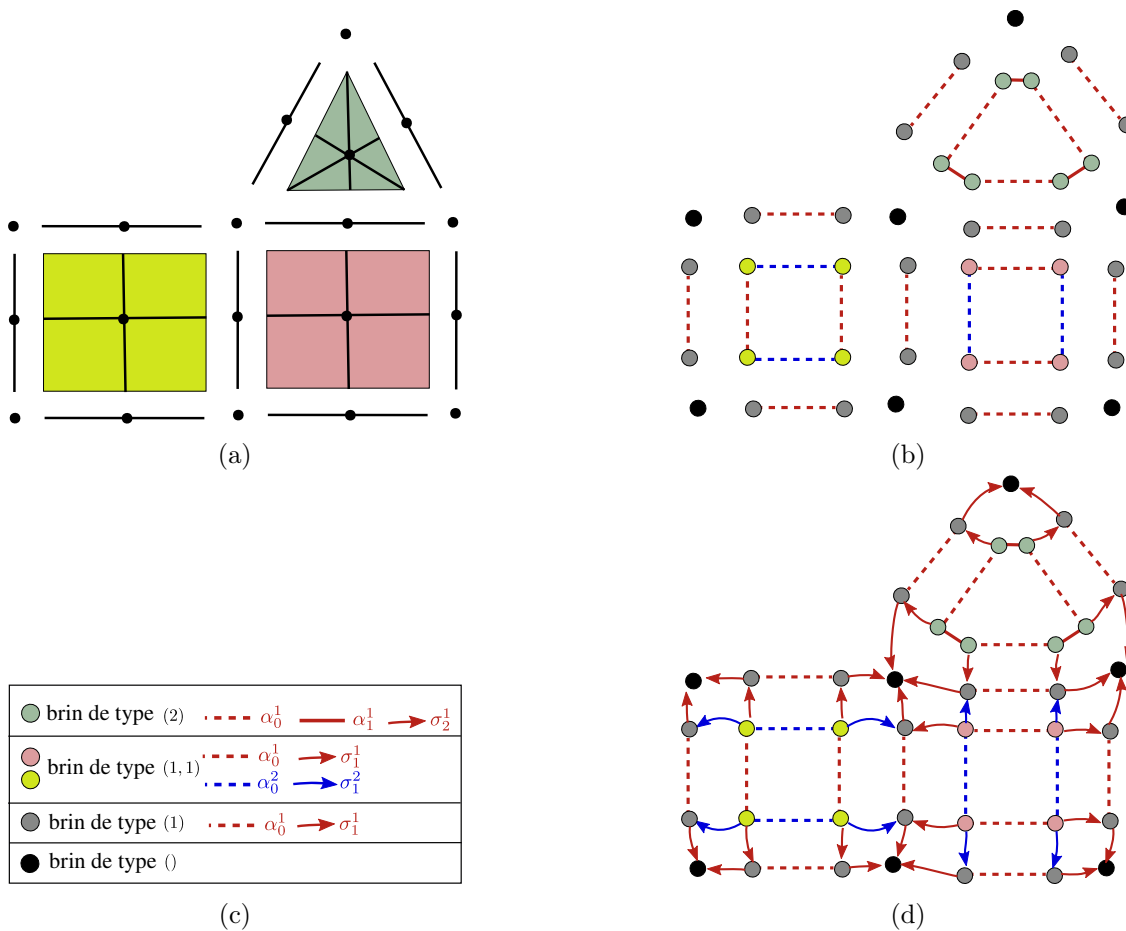 (a)
(b)
brin de type (2) α₀¹ α₁¹ σ₂¹
brin de type (1, 1) α₀¹ σ₁¹
α₀² σ₁²
brin de type (1) α₀¹ σ₁¹
brin de type ()
(c)
(d)